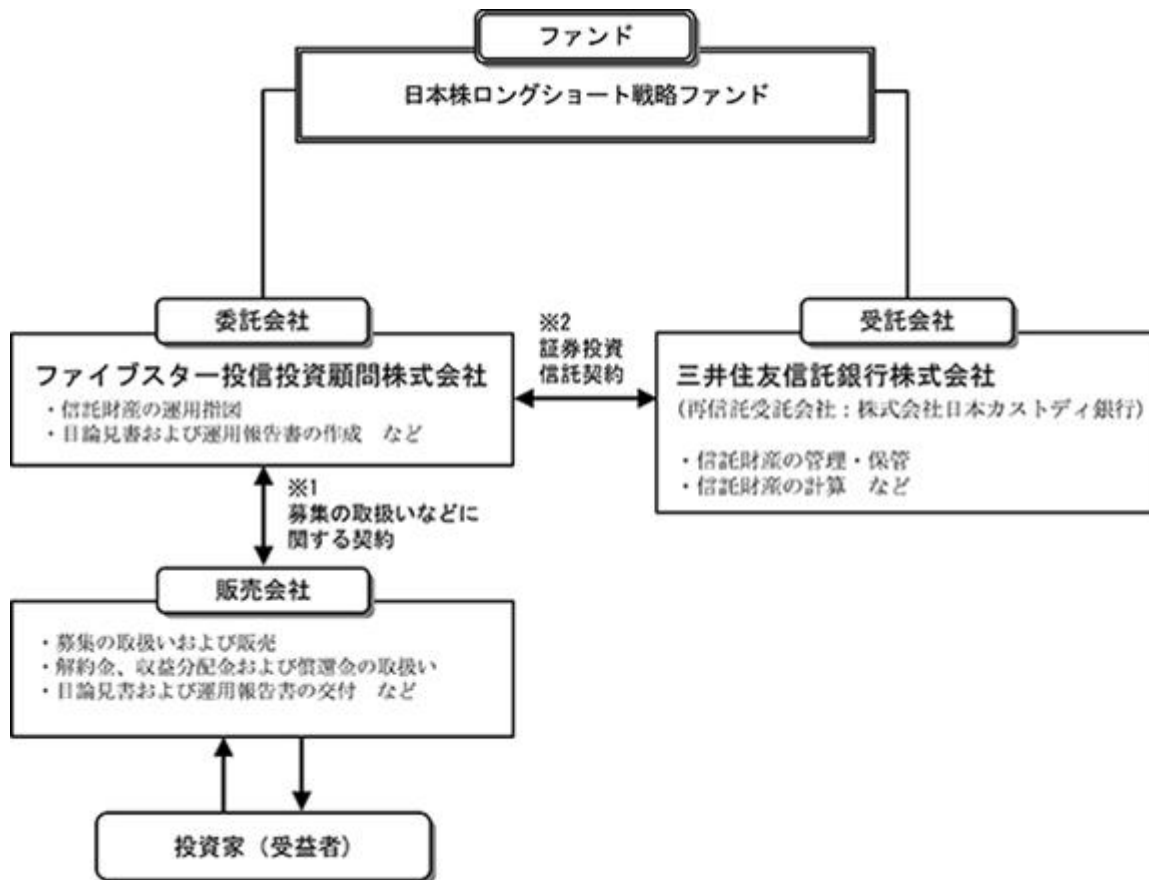 ファンド
日本株ロングショート戦略ファンド
委託会社
ファイブスター投信投資顧問株式会社
・信託財産の運用指図
・目論見書および運用報告書の作成　など
※2
証券投資
信託契約
受託会社
三井住友信託銀行株式会社
(再信託受託会社：株式会社日本カストディ銀行)
・信託財産の管理・保管
・信託財産の計算　など
※1
募集の取扱いなどに
関する契約
販売会社
・募集の取扱いおよび販売
・解約金、収益分配金および償還金の取扱い
・目論見書および運用報告書の交付　など
投資家（受益者）